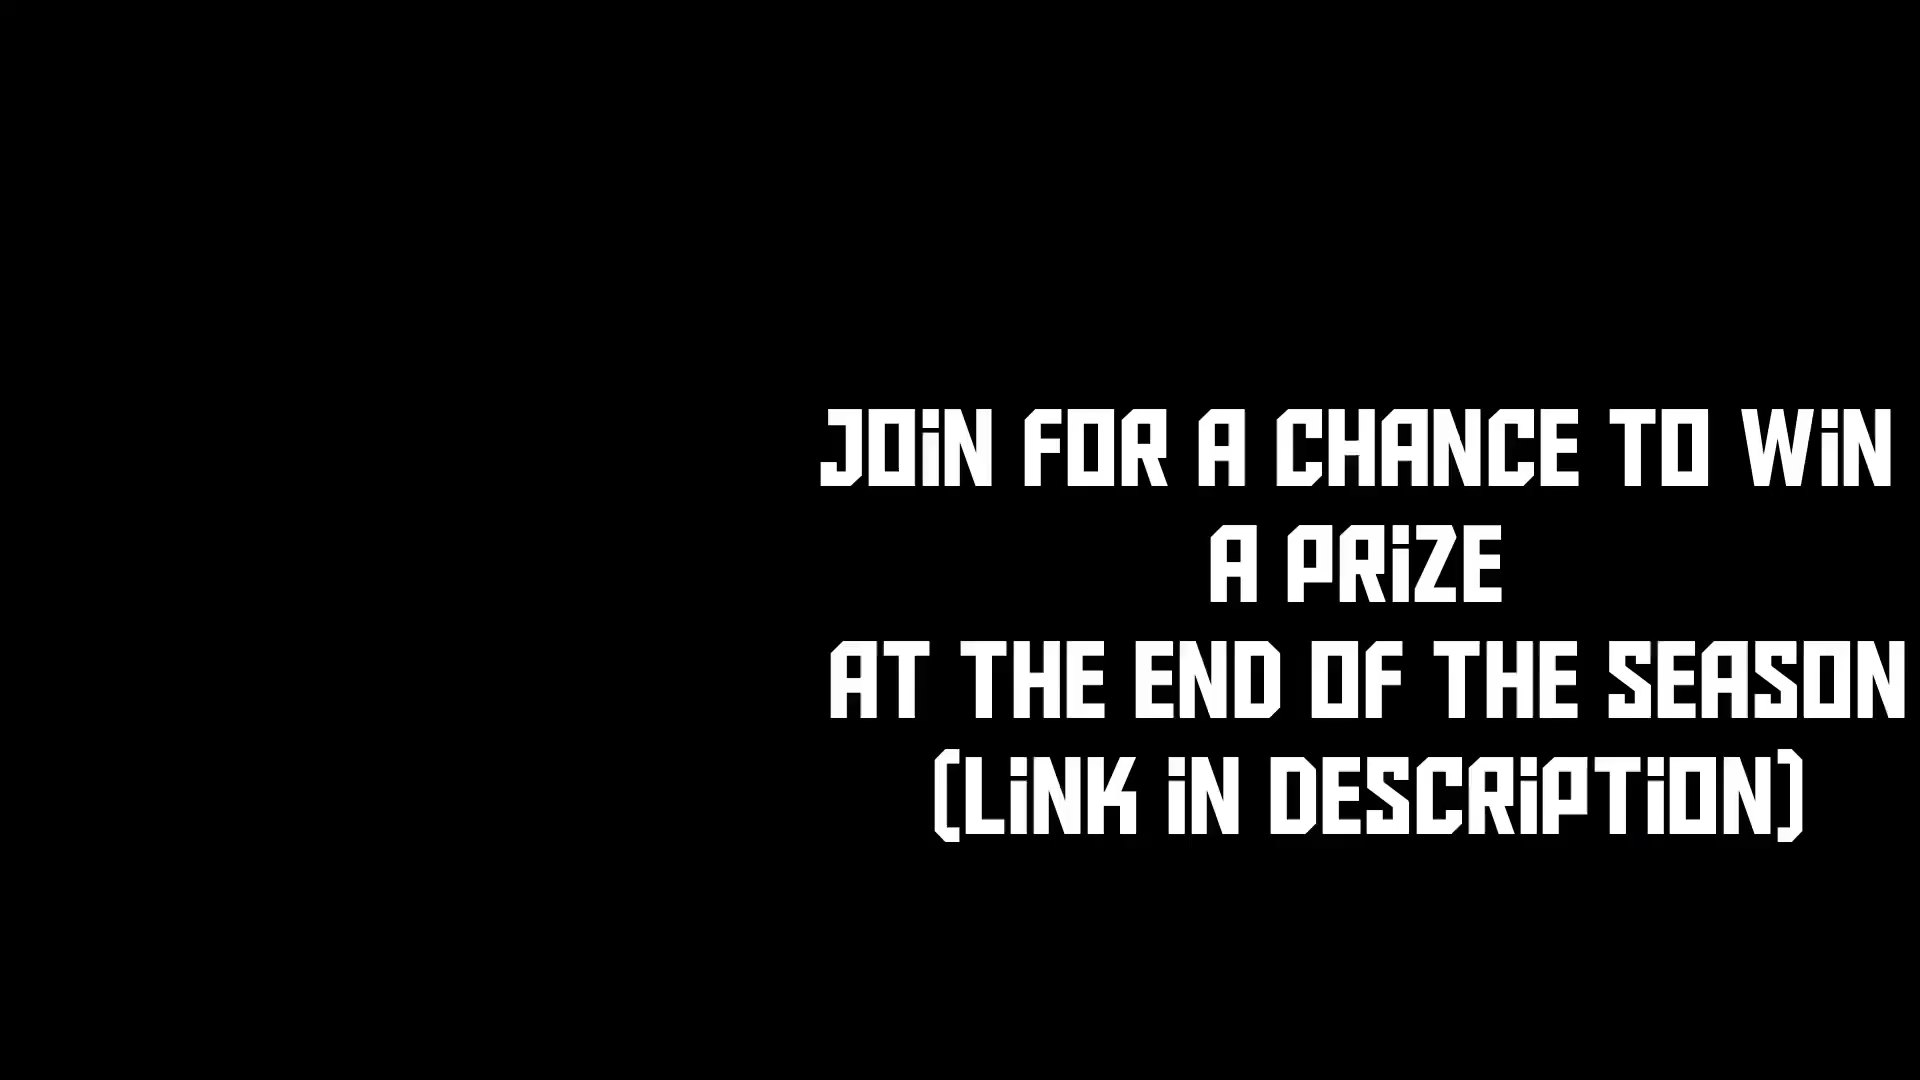 JOiN FOR A CHANCE TO WiN
A PRiZE
AT THE END OF THE SEASON
(LiNK iN DESCRiPTiON)